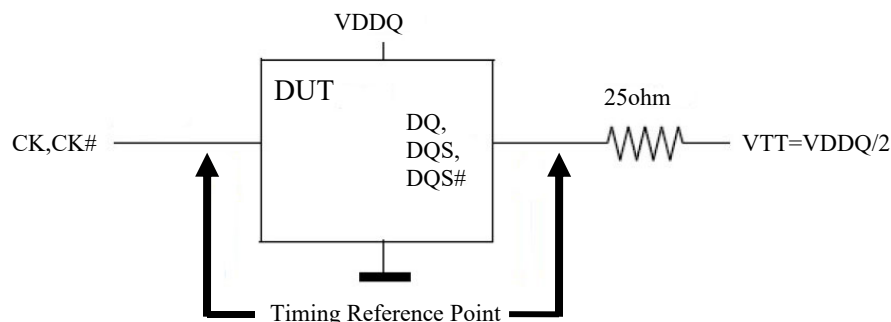 VDDQ
DUT
25ohm
CK,CK#
DQ,
DQS,
DQS#
VTT=VDDQ/2
Timing Reference Point